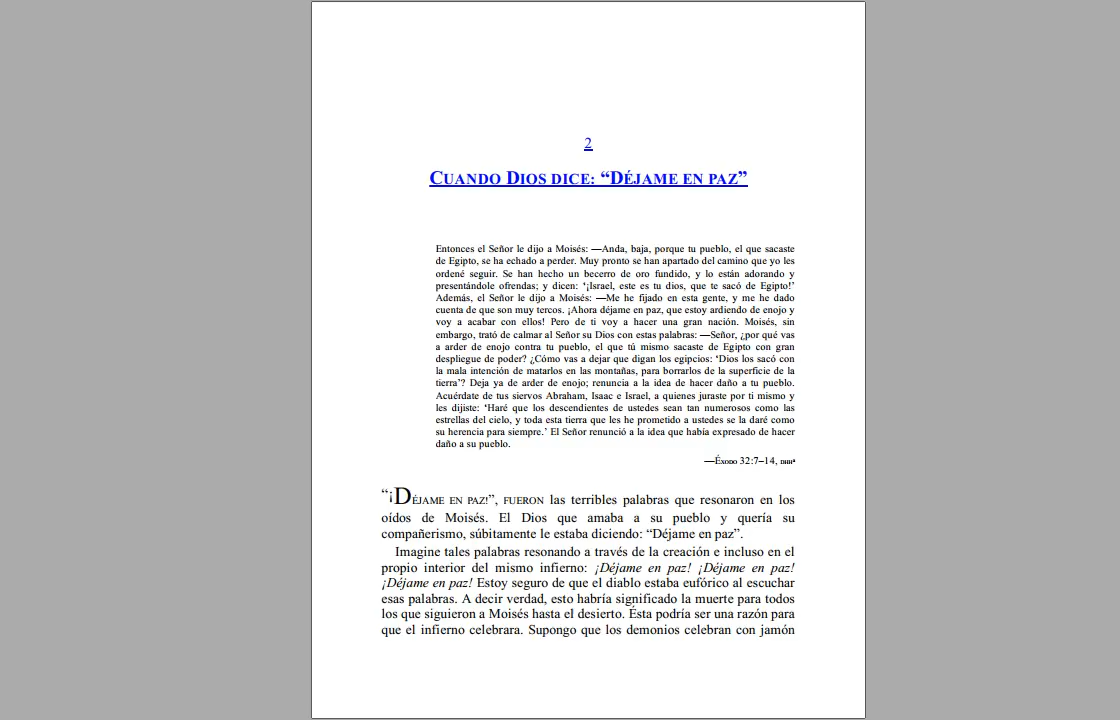 2
CUANDO DIOS DICE: “DÉJAME EN PAZ”
Entonces el Señor le dijo a Moisés: —Anda, baja, porque tu pueblo, el que sacaste
de Egipto, se ha echado a perder. Muy pronto se han apartado del camino que yo les
ordené seguir. Se han hecho un becerro de oro fundido, y lo están adorando y
presentándole ofrendas; y dicen: ‘¡Israel, este es tu dios, que te sacó de Egipto!’
Además, el Señor le dijo a Moisés: —Me he fijado en esta gente, y me he dado
cuenta de que son muy tercos. ¡Ahora déjame en paz, que estoy ardiendo de enojo y
voy a acabar con ellos! Pero de ti voy a hacer una gran nación. Moisés, sin
embargo, trató de calmar al Señor su Dios con estas palabras: —Señor, ¿por qué vas
a arder de enojo contra tu pueblo, el que tú mismo sacaste de Egipto con gran
despliegue de poder? ¿Cómo vas a dejar que digan los egipcios: ‘Dios los sacó con
la mala intención de matarlos en las montañas, para borrarlos de la superficie de la
tierra’? Deja ya de arder de enojo; renuncia a la idea de hacer daño a tu pueblo.
Acuérdate de tus siervos Abraham, Isaac e Israel, a quienes juraste por ti mismo y
les dijiste: ‘Haré que los descendientes de ustedes sean tan numerosos como las
estrellas del cielo, y toda esta tierra que les he prometido a ustedes se la daré como
su herencia para siempre.’ El Señor renunció a la idea que había expresado de hacer
daño a su pueblo.
—ÉXODO 32:7–14, DHH
“¡DÉJAME EN PAZ!”, FUERON las terribles palabras que resonaron en los
oídos de Moisés. El Dios que amaba a su pueblo y quería su
compañerismo, súbitamente le estaba diciendo: “Déjame en paz”.
Imagine tales palabras resonando a través de la creación e incluso en el
propio interior del mismo infierno: ¡Déjame en paz! ¡Déjame en paz!
¡Déjame en paz! Estoy seguro de que el diablo estaba eufórico al escuchar
esas palabras. A decir verdad, esto habría significado la muerte para todos
los que siguieron a Moisés hasta el desierto. Ésta podría ser una razón para
que el infierno celebrara. Supongo que los demonios celebran con jamón